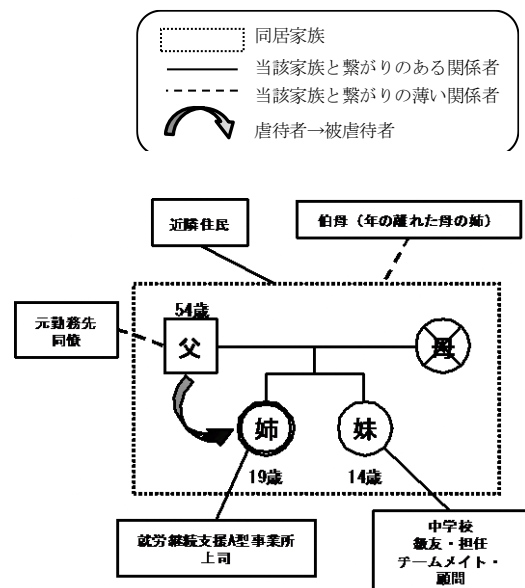 同居家族
当該家族と繋がりのある関係者
当該家族と繋がりの薄い関係者
虐待者→被虐待者
近隣住民
伯母（年の離れた母の姉）
元勤務先
同僚
54歳
父
母
姉
妹
19歳
14歳
就労継続支援A型事業所
上司
中学校
級友・担任
チームメイト・
顧問